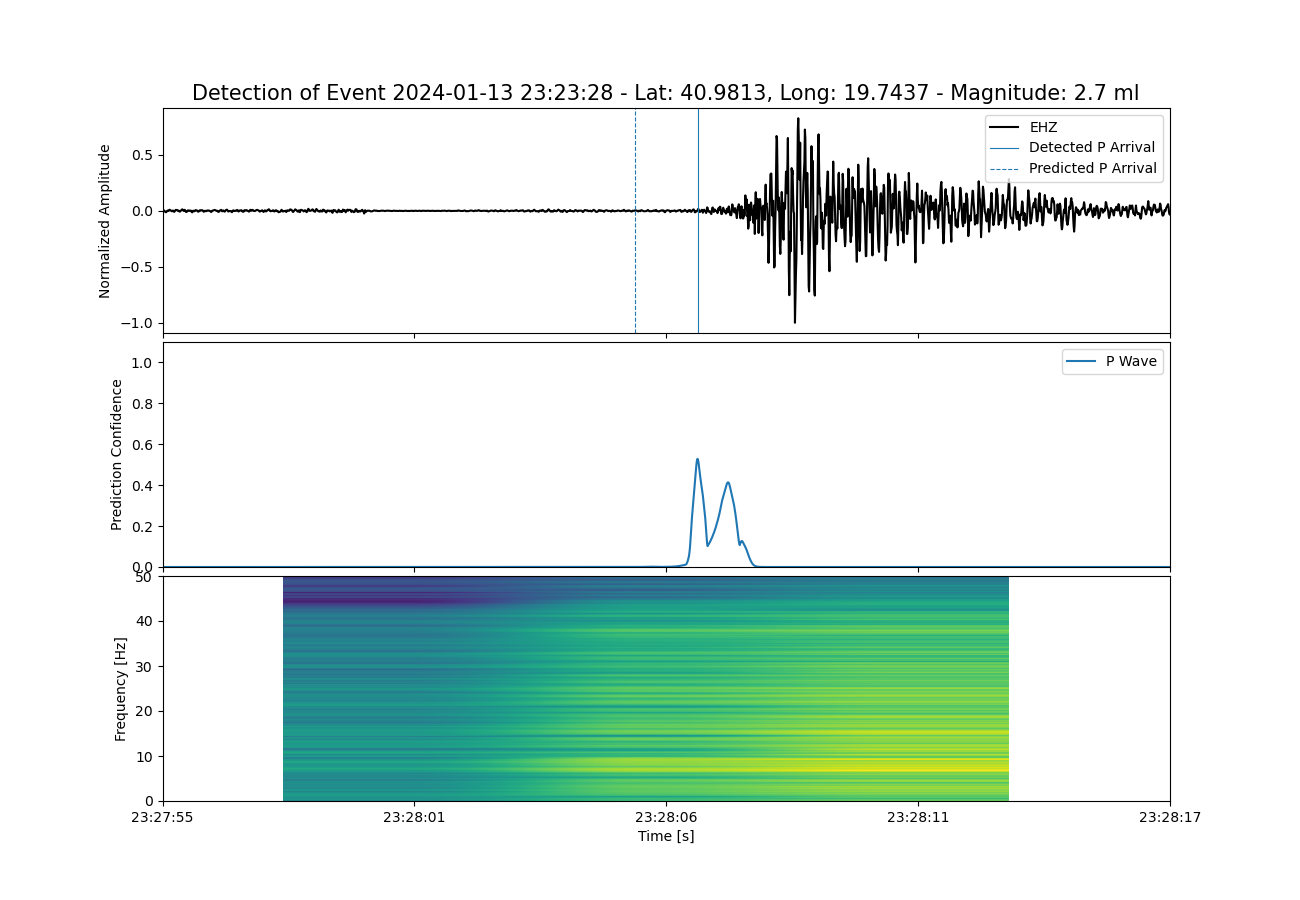 Detection of Event 2024-01-13 23:23:28 - Lat: 40.9813, Long: 19.7437 - Magnitude: 2.7 ml
Normalized Amplitude
0.5
0.0
−0.5
−1.0
EHZ
Detected P Arrival
Predicted P Arrival
Prediction Confidence
1.0
0.8
0.6
0.4
0.2
0.0
P Wave
Frequency [Hz]
50
40
30
20
10
0
23:27:55 23:28:01 23:28:06 23:28:11 23:28:17
Time [s]